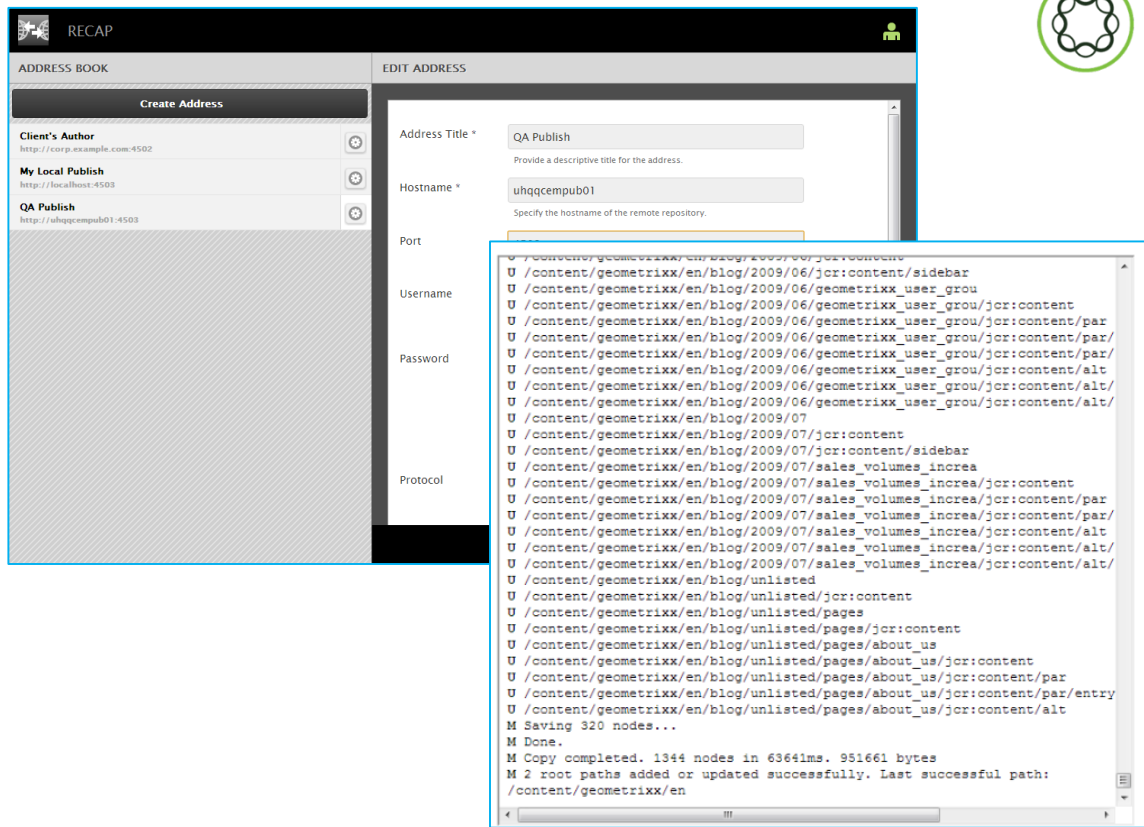 RECAP
ADDRESS BOOK
EDIT ADDRESS
Create Address
Client's Author
http://corp.example.com:4502
My Local Publish
http://localhost:4503
QA Publish
http://uhqqcempub01:4503
Address Title *
QA Publish
Provide a descriptive title for the address.
Hostname *
uhqqcempub01
Specify the hostname of the remote repository.
Port
Username
Password
Protocol
U /content/geometrixx/en/blog/2009/06/jcr:content
U /content/geometrixx/en/blog/2009/06/jcr:content/sidebar
U /content/geometrixx/en/blog/2009/06/geometrixx_user_grou
U /content/geometrixx/en/blog/2009/06/geometrixx_user_grou/jcr:content
U /content/geometrixx/en/blog/2009/06/geometrixx_user_grou/jcr:content/par
U /content/geometrixx/en/blog/2009/06/geometrixx_user_grou/jcr:content/par/
U /content/geometrixx/en/blog/2009/06/geometrixx_user_grou/jcr:content/par/
U /content/geometrixx/en/blog/2009/06/geometrixx_user_grou/jcr:content/alt
U /content/geometrixx/en/blog/2009/06/geometrixx_user_grou/jcr:content/alt/
U /content/geometrixx/en/blog/2009/06/geometrixx_user_grou/jcr:content/alt/
U /content/geometrixx/en/blog/2009/07
U /content/geometrixx/en/blog/2009/07/jcr:content
U /content/geometrixx/en/blog/2009/07/jcr:content/sidebar
U /content/geometrixx/en/blog/2009/07/sales_volumes_increa
U /content/geometrixx/en/blog/2009/07/sales_volumes_increa/jcr:content
U /content/geometrixx/en/blog/2009/07/sales_volumes_increa/jcr:content/par
U /content/geometrixx/en/blog/2009/07/sales_volumes_increa/jcr:content/par/
U /content/geometrixx/en/blog/2009/07/sales_volumes_increa/jcr:content/alt
U /content/geometrixx/en/blog/2009/07/sales_volumes_increa/jcr:content/alt/
U /content/geometrixx/en/blog/2009/07/sales_volumes_increa/jcr:content/alt/
U /content/geometrixx/en/blog/unlisted
U /content/geometrixx/en/blog/unlisted/jcr:content
U /content/geometrixx/en/blog/unlisted/pages
U /content/geometrixx/en/blog/unlisted/pages/jcr:content
U /content/geometrixx/en/blog/unlisted/pages/about_us
U /content/geometrixx/en/blog/unlisted/pages/about_us/jcr:content
U /content/geometrixx/en/blog/unlisted/pages/about_us/jcr:content/par
U /content/geometrixx/en/blog/unlisted/pages/about_us/jcr:content/par/entry
U /content/geometrixx/en/blog/unlisted/pages/about_us/jcr:content/alt
M Saving 320 nodes...
M Done.
M Copy completed. 1344 nodes in 63641ms. 951661 bytes
M 2 root paths added or updated successfully. Last successful path:
/content/geometrixx/en